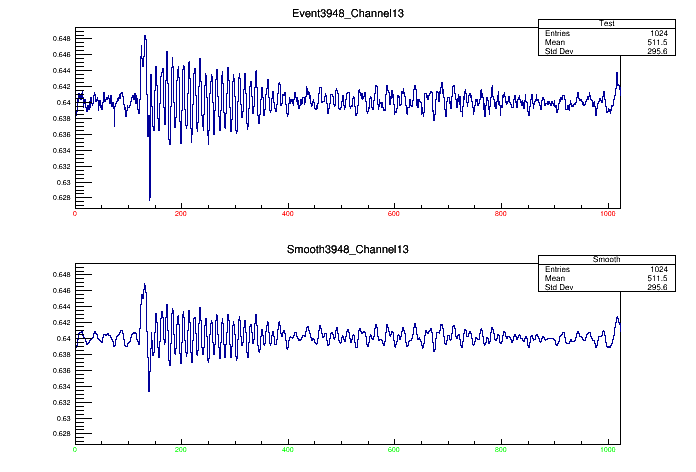 Event3948_Channel13
Test
Entries 1024
Mean 511.5
Std Dev 295.6
0.648
0.646
0.644
0.642
0.64
0.638
0.636
0.634
0.632
0.63
0.628
0 200 400 600 800 1000
Smooth3948_Channel13
Smooth
Entries 1024
Mean 511.5
Std Dev 295.6
0.648
0.646
0.644
0.642
0.64
0.638
0.636
0.634
0.632
0.63
0.628
0 200 400 600 800 1000